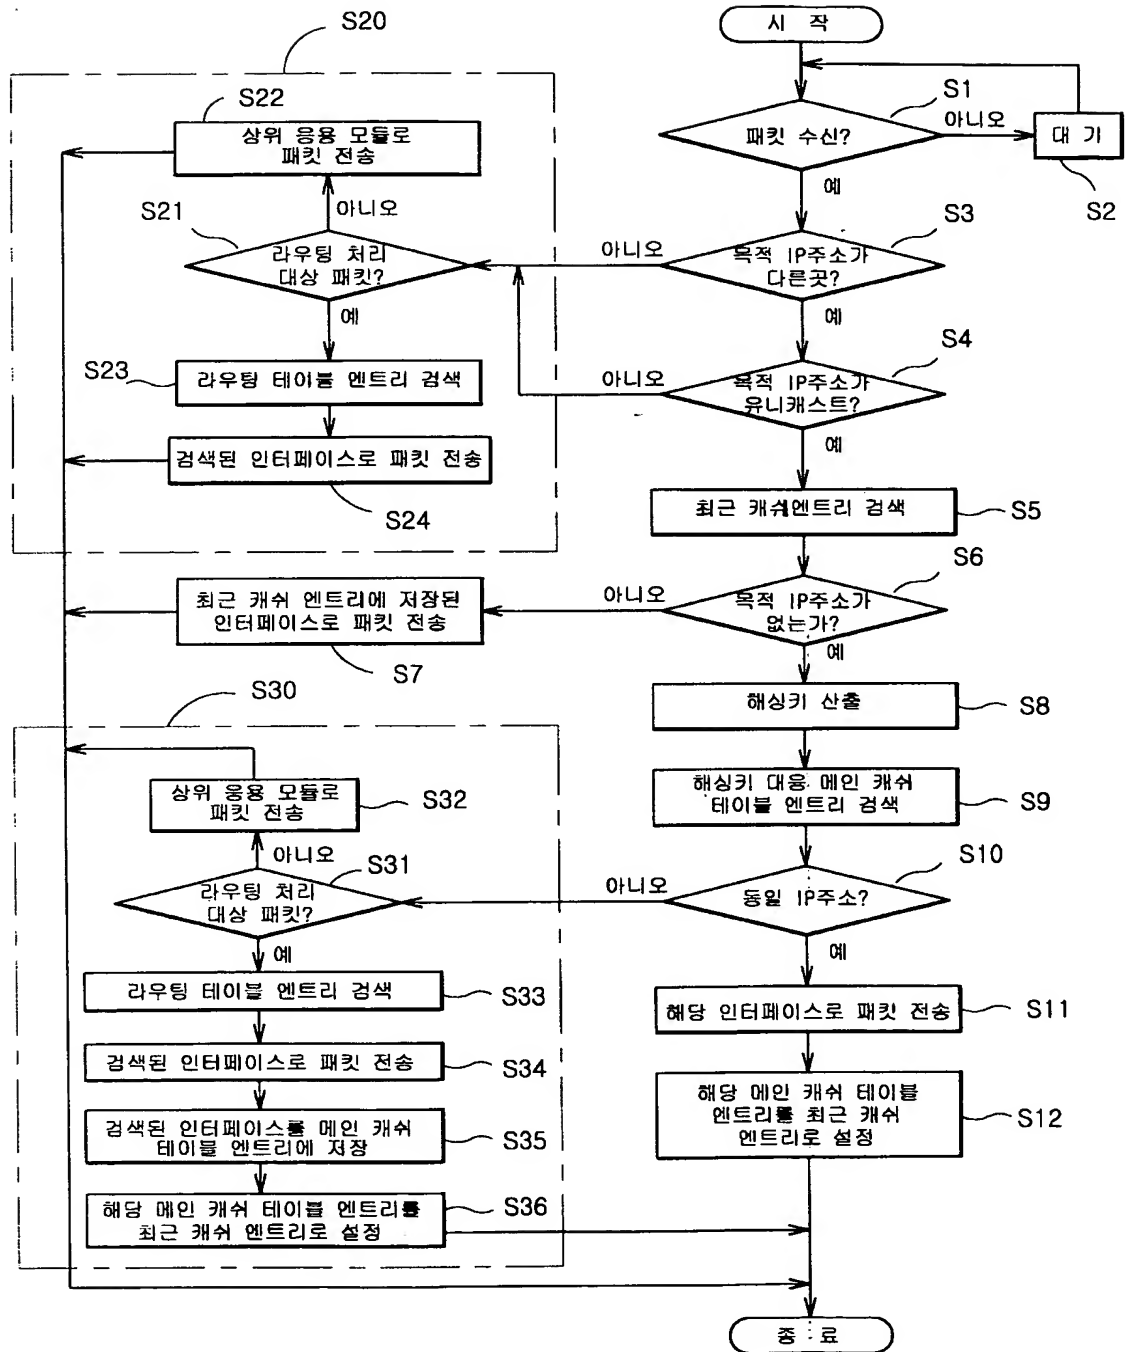 시 작
S1
패킷 수신?
아니오
대 기
S2
예
S3
목적 IP주소가
다른곳?
아니오
예
S4
목적 IP주소가
유니캐스트?
아니오
예
최근 캐쉬엔트리 검색
S5
S6
목적 IP주소가
없는가?
아니오
예
최근 캐쉬 엔트리에 저장된
인터페이스로 패킷 전송
S7
해싱키 산출
S8
해싱키 대응 메인 캐쉬
테이블 엔트리 검색
S9
S10
동일 IP주소?
아니오
예
해당 인터페이스로 패캇 전송
S11
해당 메인 캐쉬 테이블
엔트리를 최근 캐쉬
엔트리로 설정
S12
S20
S22
상위 응용 모듈로
패킷 전송
아니오
S21
라우팅 처리
대상 패킷?
예
S23
라우팅 테이블 엔트리 검색
검색된 인터페이스로 패킷 전송
S24
S30
상위 응용 모듈로
패킷 전송
S32
아니오
S31
라우팅 처리
대상 패킷?
예
라우팅 테이블 엔트리 검색
S33
검색된 인터페이스로 패킷 전송
S34
검색된 인터페이스를 메인 캐쉬
테이블 엔트리에 저장
S35
해당 메인 캐쉬 테이블 엔트리를
최근 캐쉬 엔트리로 설정
S36
종 료